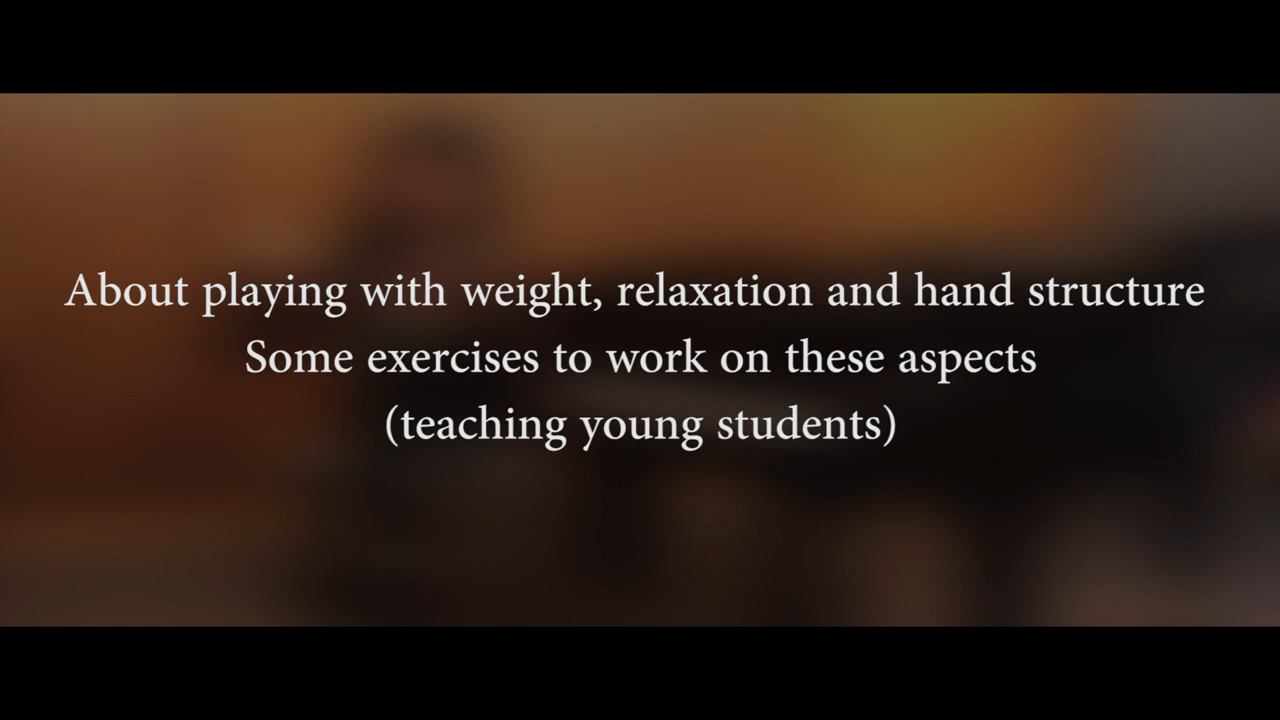 About playing with weight, relaxation and hand structure
Some exercises to work on these aspects
(teaching young students)